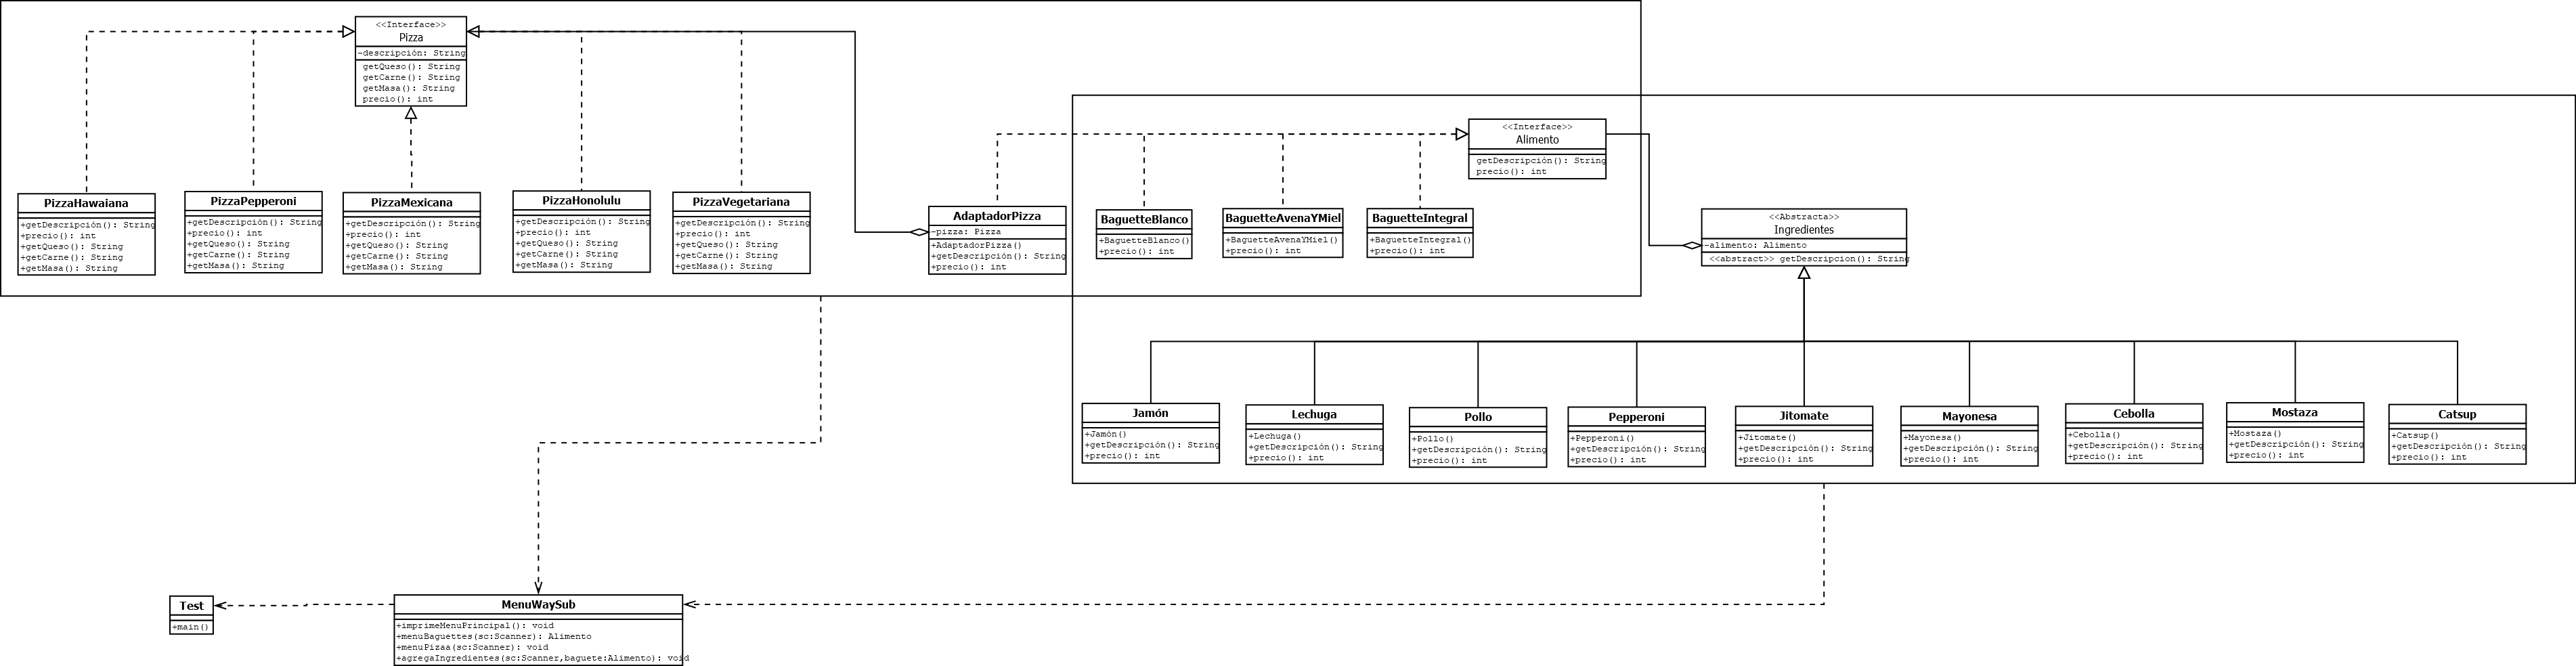 <<Interface>>
Pizza
-descripción: String
getQueso(): String
getCarne(): String
getMasa(): String
precio(): int
PizzaHawaiana
+getDescripción(): String
+precio(): int
+getQueso(): String
+getCarne(): String
+getMasa(): String
PizzaPepperoni
+getDescripción(): String
+precio(): int
+getQueso(): String
+getCarne(): String
+getMasa(): String
PizzaMexicana
+getDescripción(): String
+precio(): int
+getQueso(): String
+getCarne(): String
+getMasa(): String
PizzaHonolulu
+getDescripción(): String
+precio(): int
+getQueso(): String
+getCarne(): String
+getMasa(): String
PizzaVegetariana
+getDescripción(): String
+precio(): int
+getQueso(): String
+getCarne(): String
+getMasa(): String
AdaptadorPizza
-pizza: Pizza
+AdaptadorPizza()
+getDescripción(): String
+precio(): int
<<Interface>>
Alimento
getDescripción(): String
precio(): int
BaguetteBlanco
+BaguetteBlanco()
+precio(): int
BaguetteAvenaYMiel
+BaguetteAvenaYMiel()
+precio(): int
BaguetteIntegral
+BaguetteIntegral()
+precio(): int
<<Abstracta>>
Ingredientes
-alimento: Alimento
<<abstract>> getDescripcion(): String
Jamón
+Jamón()
+getDescripción(): String
+precio(): int
Lechuga
+Lechuga()
+getDescripción(): String
+precio(): int
Pollo
+Pollo()
+getDescripción(): String
+precio(): int
Pepperoni
+Pepperoni()
+getDescripción(): String
+precio(): int
Jitomate
+Jitomate()
+getDescripción(): String
+precio(): int
Mayonesa
+Mayonesa()
+getDescripción(): String
+precio(): int
Cebolla
+Cebolla()
+getDescripción(): String
+precio(): int
Mostaza
+Mostaza()
+getDescripción(): String
+precio(): int
Catsup
+Catsup()
+getDescripción(): String
+precio(): int
Test
+main()
MenuWaySub
+imprimeMenuPrincipal(): void
+menuBaguettes(sc:Scanner): Alimento
+menuPizaa(sc:Scanner): void
+agregaIngredientes(sc:Scanner,baguete:Alimento): void